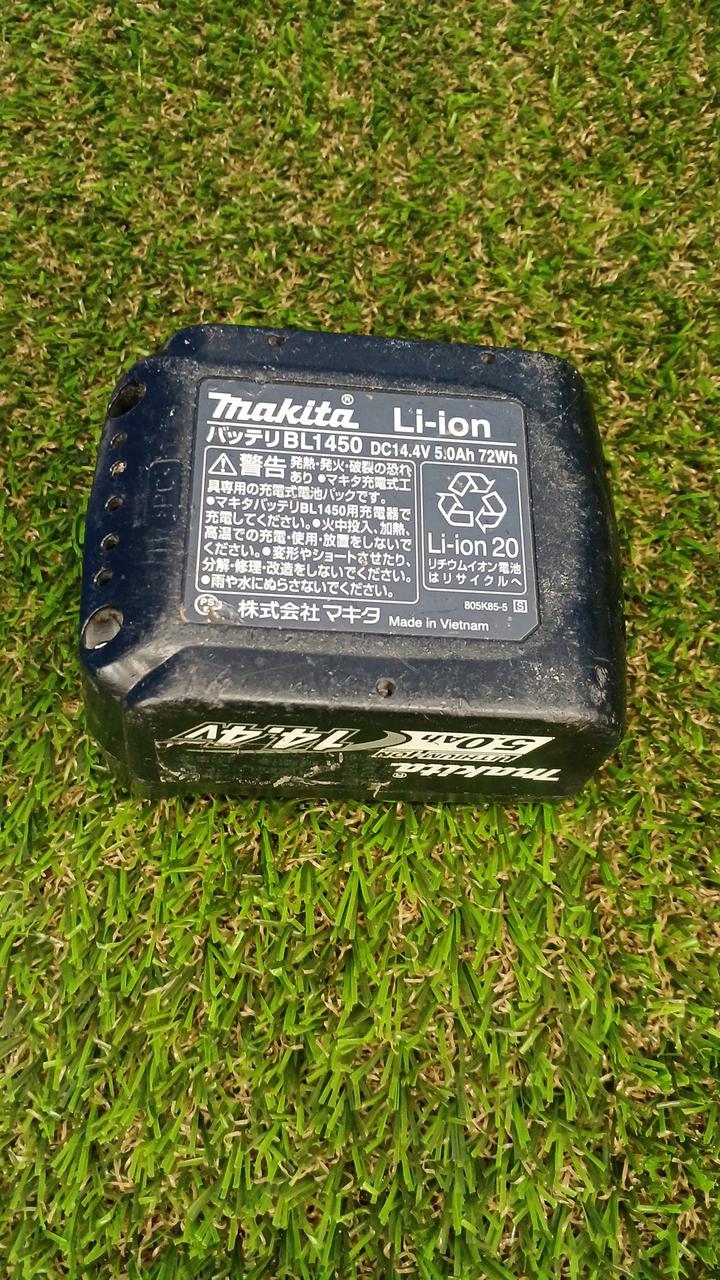 makita® Li-ion
バッテリBL1450 DC14.4V 5.0Ah 72Wh
警告 発熱・発火・破裂の恐れ
あり ●マキタ充電式工
具専用の充電式電池パックです。
●マキタバッテリBL1450用充電器で
充電してください。●火中投入、加熱、
高温での充電・使用・放置をしないで
ください。●変形やショートさせたり、
分解・修理・改造をしないでください。
●雨や水にぬらさないでください。
Li-ion 20
リチウムイオン電池
はリサイクルへ
PSE 株式会社マキタ Made in Vietnam
805K85-5 S
makita®
LITHIUM-ION
5.0Ah 14.4V